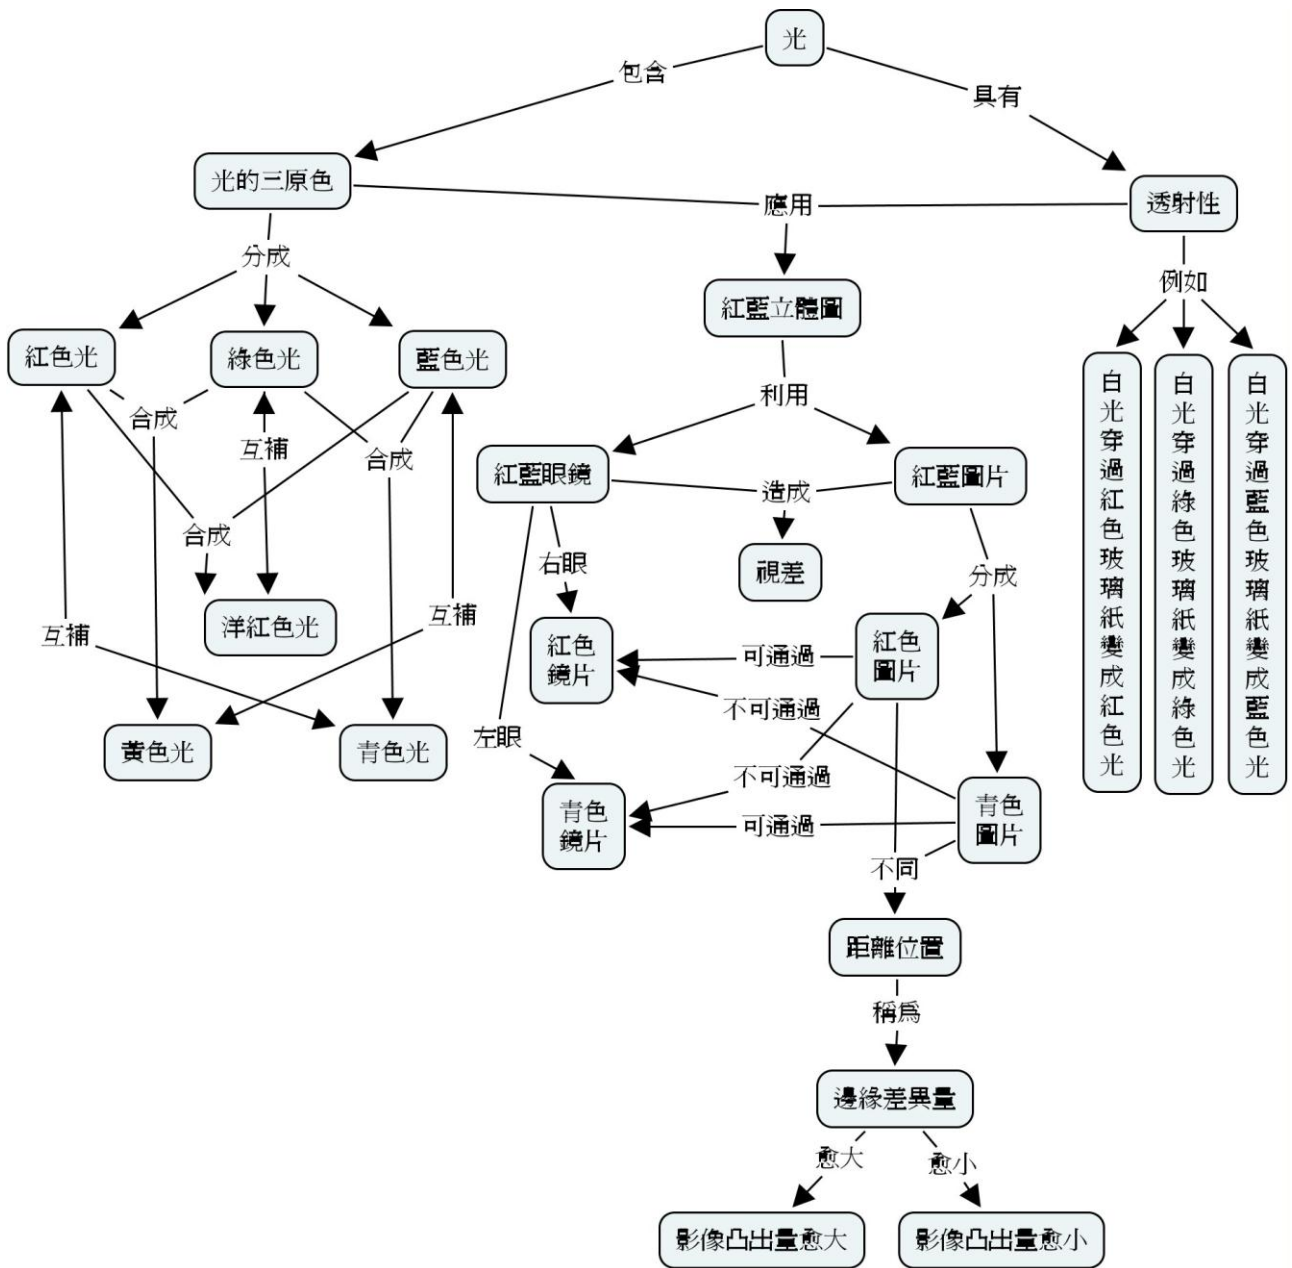 光
包含
具有
光的三原色
應用
透射性
分成
例如
紅藍立體圖
紅色光
綠色光
藍色光
利用
合成
互補
合成
合成
互補
互補
洋紅色光
黃色光
青色光
紅藍眼鏡
造成
紅藍圖片
視差
右眼
左眼
分成
紅色
鏡片
可通過
紅色
圖片
不可通過
不可通過
青色
鏡片
可通過
青色
圖片
不同
距離位置
稱爲
邊緣差異量
愈大
愈小
影像凸出量愈大
影像凸出量愈小
白光穿過紅色玻璃紙變成紅色光
白光穿過綠色玻璃紙變成綠色光
白光穿過藍色玻璃紙變成藍色光